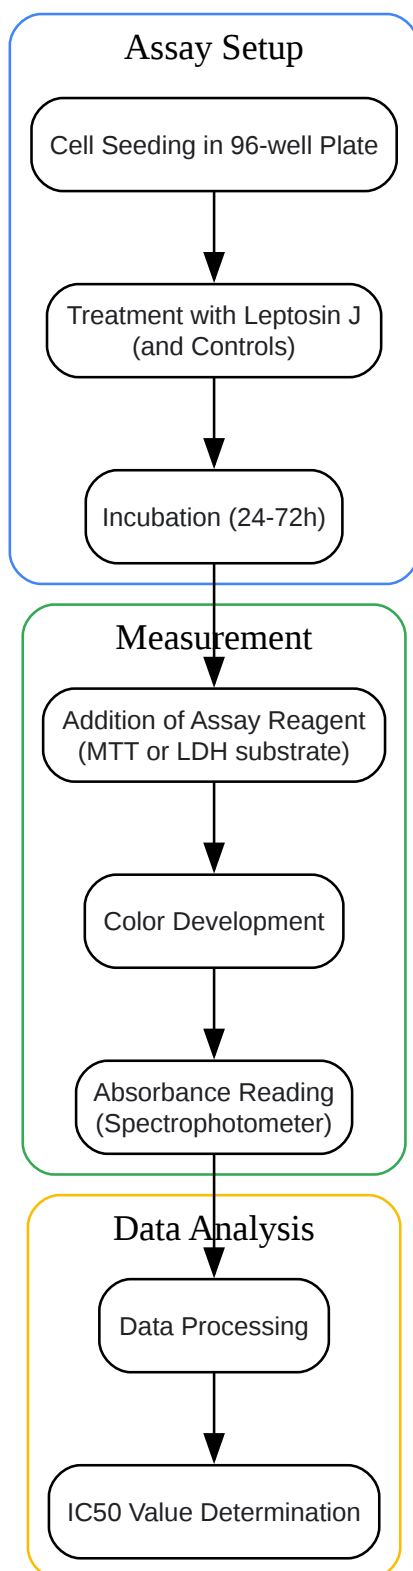 Assay Setup
Cell Seeding in 96-well Plate
Treatment with Leptosin J
(and Controls)
Incubation (24-72h)
Measurement
Addition of Assay Reagent
(MTT or LDH substrate)
Color Development
Absorbance Reading
(Spectrophotometer)
Data Analysis
Data Processing
IC50 Value Determination